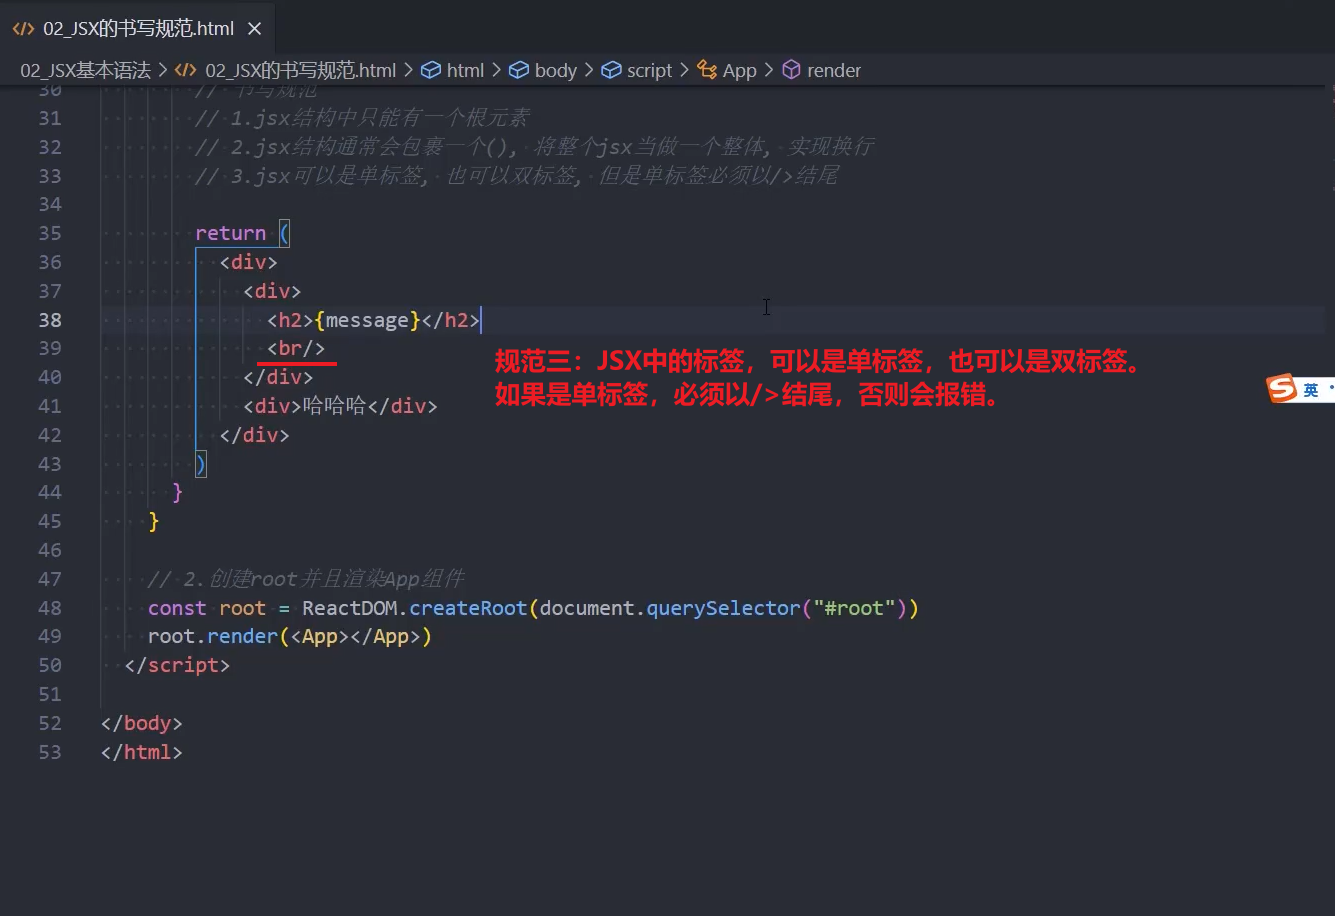 02_JSX的书写规范.html
02_JSX基本语法 > 02_JSX的书写规范.html > html > body > script > App > render
30 // 书写规范
31 // 1.jsx结构中只能有一个根元素
32 // 2.jsx结构通常会包裹一个(), 将整个jsx当做一个整体, 实现换行
33 // 3.jsx可以是单标签, 也可以双标签, 但是单标签必须以/>结尾
34
35 return (
36 <div>
37 <div>
38 <h2>{message}</h2>
39 <br/>
规范三：JSX中的标签，可以是单标签，也可以是双标签。
40 </div>
如果是单标签，必须以/>结尾，否则会报错。
英
41 <div>哈哈哈</div>
42 </div>
43 )
44 }
45 }
46
47 // 2.创建root并且渲染App组件
48 const root = ReactDOM.createRoot(document.querySelector("#root"))
49 root.render(<App></App>)
50 </script>
51
52 </body>
53 </html>